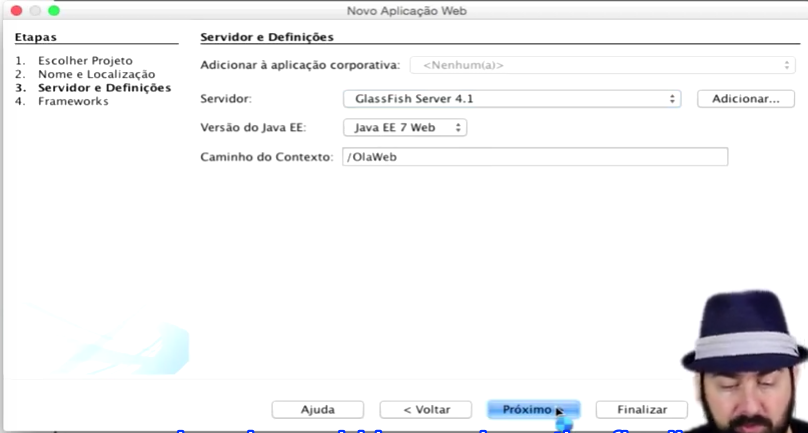 Novo Aplicação Web
Etapas
1. Escolher Projeto
2. Nome e Localização
3. Servidor e Definições
4. Frameworks
Servidor e Definições
Adicionar à aplicação corporativa: <Nenhum(a)>
Servidor: GlassFish Server 4.1 Adicionar...
Versão do Java EE: Java EE 7 Web
Caminho do Contexto: /OlaWeb
Ajuda < Voltar Próximo > Finalizar